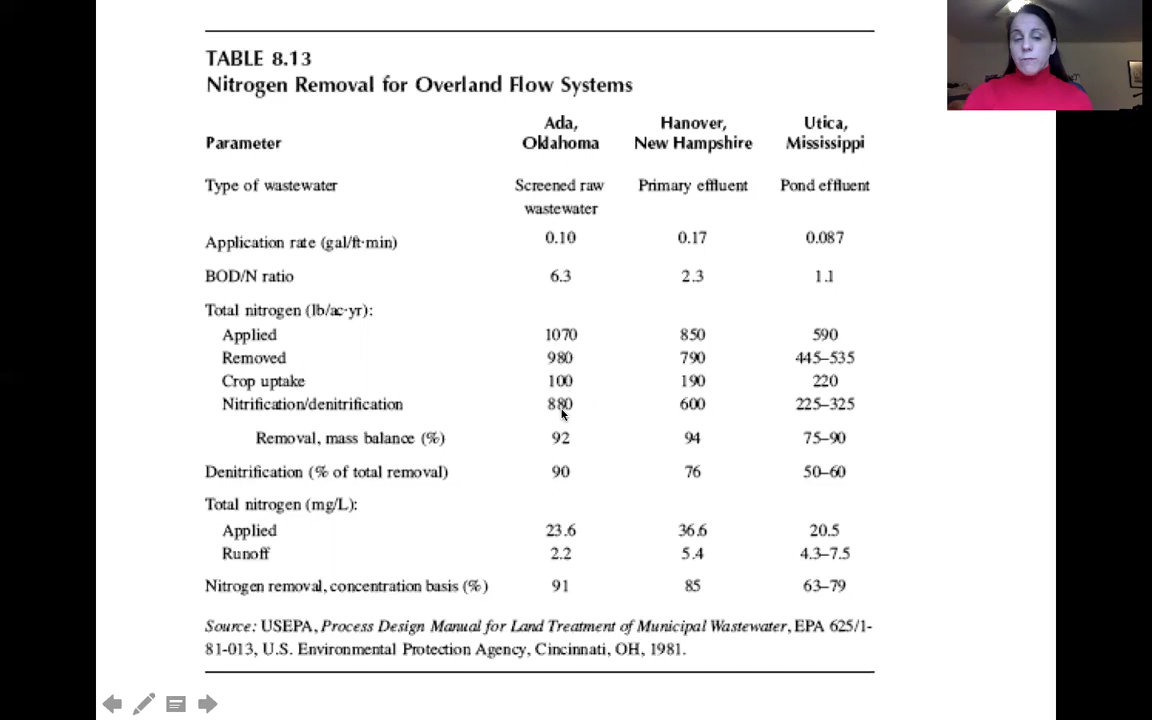 TABLE 8.13
Nitrogen Removal for Overland Flow Systems
Parameter Ada, Oklahoma Hanover, New Hampshire Utica, Mississippi
Type of wastewater Screened raw wastewater Primary effluent Pond effluent
Application rate (gal/ft·min) 0.10 0.17 0.087
BOD/N ratio 6.3 2.3 1.1
Total nitrogen (lb/ac·yr):
Applied 1070 850 590
Removed 980 790 445–535
Crop uptake 100 190 220
Nitrification/denitrification 880 600 225–325
Removal, mass balance (%) 92 94 75–90
Denitrification (% of total removal) 90 76 50–60
Total nitrogen (mg/L):
Applied 23.6 36.6 20.5
Runoff 2.2 5.4 4.3–7.5
Nitrogen removal, concentration basis (%) 91 85 63–79
Source: USEPA, Process Design Manual for Land Treatment of Municipal Wastewater, EPA 625/1-
81-013, U.S. Environmental Protection Agency, Cincinnati, OH, 1981.